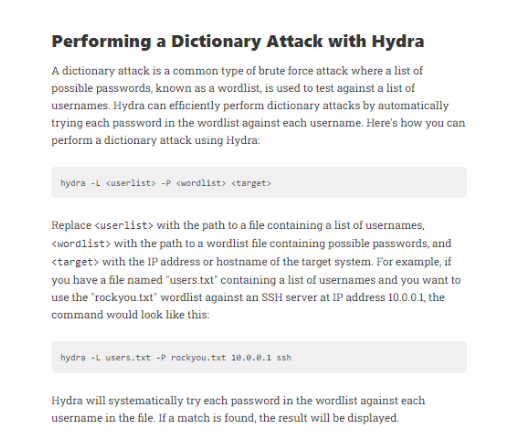 Performing a Dictionary Attack with Hydra
A dictionary attack is a common type of brute force attack where a list of
possible passwords, known as a wordlist, is used to test against a list of
usernames. Hydra can efficiently perform dictionary attacks by automatically
trying each password in the wordlist against each username. Here's how you can
perform a dictionary attack using Hydra:
hydra -L <userlist> -P <wordlist> <target>
Replace <userlist> with the path to a file containing a list of usernames,
<wordlist> with the path to a wordlist file containing possible passwords, and
<target> with the IP address or hostname of the target system. For example, if
you have a file named "users.txt" containing a list of usernames and you want to
use the "rockyou.txt" wordlist against an SSH server at IP address 10.0.0.1, the
command would look like this:
hydra -L users.txt -P rockyou.txt 10.0.0.1 ssh
Hydra will systematically try each password in the wordlist against each
username in the file. If a match is found, the result will be displayed.